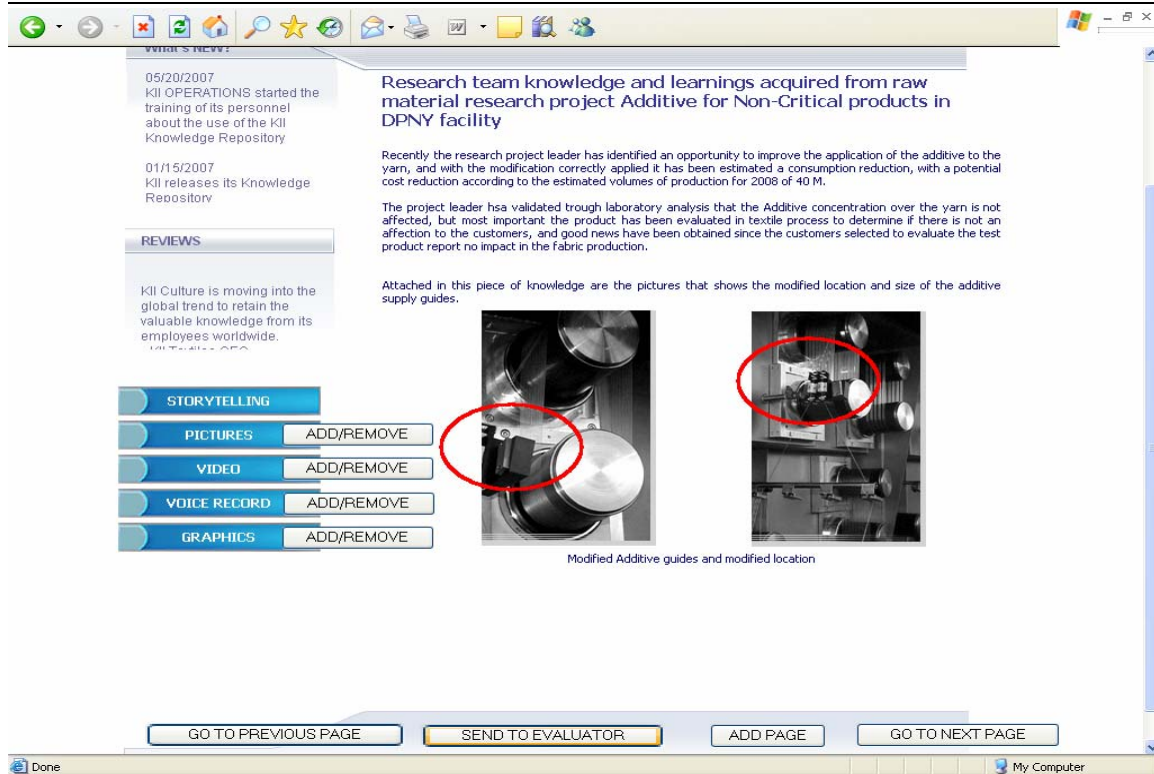 What's NEW?
05/20/2007
KII OPERATIONS started the
training of its personnel
about the use of the KII
Knowledge Repository
01/15/2007
KII releases its Knowledge
Repository
REVIEWS
KII Culture is moving into the
global trend to retain the
valuable knowledge from its
employees worldwide.
Research team knowledge and learnings acquired from raw
material research project Additive for Non-Critical products in
DPNY facility
Recently the research project leader has identified an opportunity to improve the application of the additive to the
yarn, and with the modification correctly applied it has been estimated a consumption reduction, with a potential
cost reduction according to the estimated volumes of production for 2008 of 40 M.
The project leader hsa validated trough laboratory analysis that the Additive concentration over the yarn is not
affected, but most important the product has been evaluated in textile process to determine if there is not an
affection to the customers, and good news have been obtained since the customers selected to evaluate the test
product report no impact in the fabric production.
Attached in this piece of knowledge are the pictures that shows the modified location and size of the additive
supply guides.
STORYTELLING
PICTURES ADD/REMOVE
VIDEO ADD/REMOVE
VOICE RECORD ADD/REMOVE
GRAPHICS ADD/REMOVE
Modified Additive guides and modified location
GO TO PREVIOUS PAGE SEND TO EVALUATOR ADD PAGE GO TO NEXT PAGE
Done My Computer